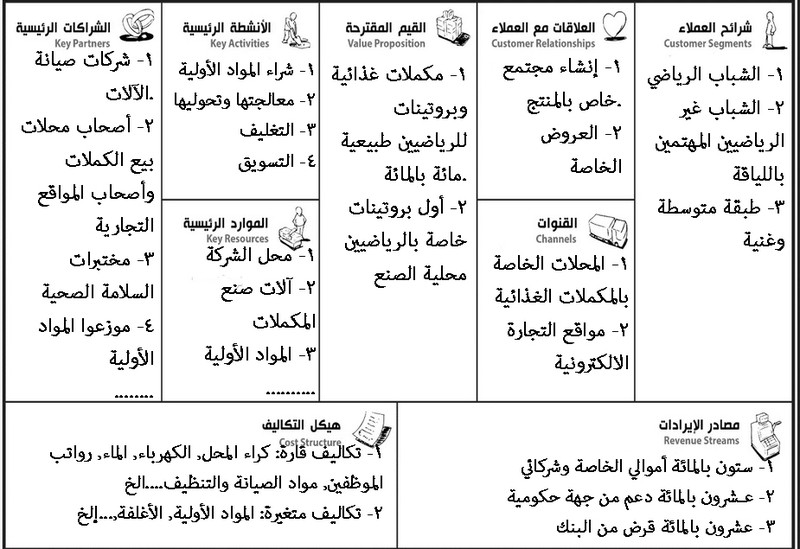 شرائح العملاء
Customer Segments
١- الشباب الرياضي
٢- الشباب غير
الرياضيين المهتمين
باللياقة
٣- طبقة متوسطة
وغنية
العلاقات مع العملاء
Customer Relationships
١- إنشاء مجتمع
خاص بالمنتج.
٢- العروض
الخاصة
القنوات
Channels
١- المحلات الخاصة
بالمكملات الغذائية
٢- مواقع التجارة
الالكترونية
القيم المقترحة
Value Proposition
١- مكملات غذائية
وبروتينات
للرياضيين طبيعية
مائة بالمائة.
٢- أول بروتينات
خاصة بالرياضيين
محلية الصنع
الأنشطة الرئيسية
Key Activities
١- شراء المواد الأولية
٢- معالجتها وتحوليها
٣- التغليف
٤- التسويق
الموارد الرئيسية
Key Resources
١- محل الشركة
٢- آلات صنع
المكملات
٣- المواد الأولية
...........
الشراكات الرئيسية
Key Partners
١- شركات صيانة
الآلات.
٢- أصحاب محلات
بيع الكملات
وأصحاب المواقع
التجارية
٣- مختبرات
السلامة الصحية
٤- موزعوا المواد
الأولية
........
مصادر الإيرادات
Revenue Streams
١- ستون بالمائة أموالي الخاصة وشركائي
٢- عشرون بالمائة دعم من جهة حكومية
٣- عشرون بالمائة قرض من البنك
هيكل التكاليف
Cost Structure
١- تكاليف قارة: كراء المحل, الكهرباء, الماء, رواتب
الموظفين, مواد الصيانة والتنظيف....الخ
٢- تكاليف متغيرة: المواد الأولية, الأغلفة,...إلخ